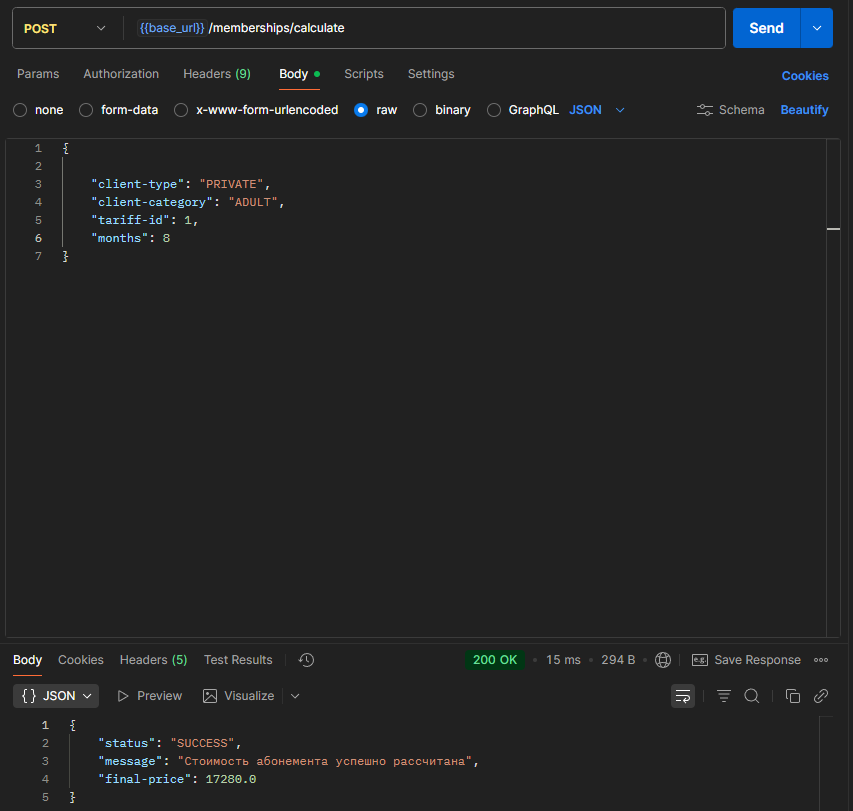 POST {{base_url}} /memberships/calculate Send
Params Authorization Headers (9) Body Scripts Settings Cookies
none form-data x-www-form-urlencoded raw binary GraphQL JSON Schema Beautify
1 {
2
3 "client-type": "PRIVATE",
4 "client-category": "ADULT",
5 "tariff-id": 1,
6 "months": 8
7 }
Body Cookies Headers (5) Test Results 200 OK 15 ms 294 B e.g. Save Response
{} JSON Preview Visualize
1 {
2 "status": "SUCCESS",
3 "message": "Стоимость абонемента успешно рассчитана",
4 "final-price": 17280.0
5 }